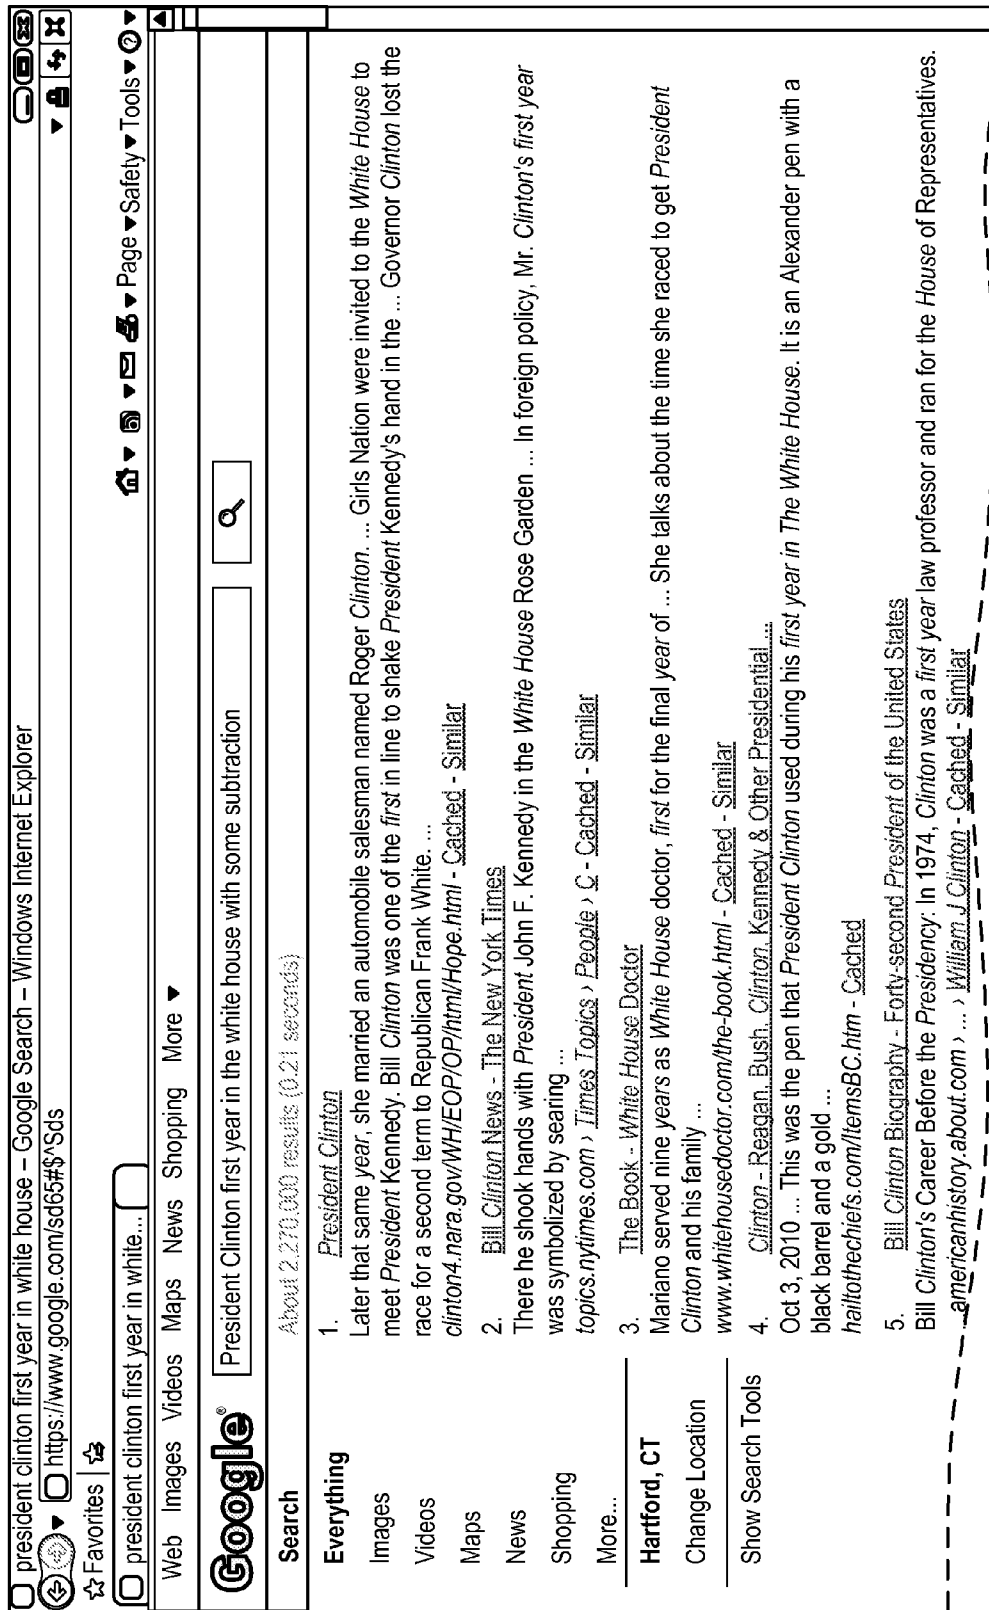 president clinton first year in white house – Google Search – Windows Internet Explorer
https://www.google.com/sd65#$^Sds
Favorites
president clinton first year in white...
Page Safety Tools
Web Images Videos Maps News Shopping More
Google®
President Clinton first year in the white house with some subtraction
Search
About 2,270,000 results (0.21 seconds)
Everything
Images
Videos
Maps
News
Shopping
More...
Hartford, CT
Change Location
Show Search Tools
1. President Clinton
Later that same year, she married an automobile salesman named Roger Clinton. ... Girls Nation were invited to the White House to
meet President Kennedy. Bill Clinton was one of the first in line to shake President Kennedy's hand in the ... Governor Clinton lost the
race for a second term to Republican Frank White. ...
clinton4.nara.gov/WH/EOP/OP/html/Hope.html - Cached - Similar
2. Bill Clinton News - The New York Times
There he shook hands with President John F. Kennedy in the White House Rose Garden ... In foreign policy, Mr. Clinton's first year
was symbolized by searing ...
topics.nytimes.com › Times Topics › People › C - Cached - Similar
3. The Book - White House Doctor
Mariano served nine years as White House doctor, first for the final year of ... She talks about the time she raced to get President
Clinton and his family ...
www.whitehousedoctor.com/the-book.html - Cached - Similar
4. Clinton - Reagan, Bush, Clinton, Kennedy & Other Presidential ...
Oct 3, 2010 ... This was the pen that President Clinton used during his first year in The White House. It is an Alexander pen with a
black barrel and a gold ...
hailtothechiefs.com/ItemsBC.htm - Cached
5. Bill Clinton Biography - Forty-second President of the United States
Bill Clinton's Career Before the Presidency: In 1974, Clinton was a first year law professor and ran for the House of Representatives.
americanhistory.about.com › ... › William J Clinton - Cached - Similar